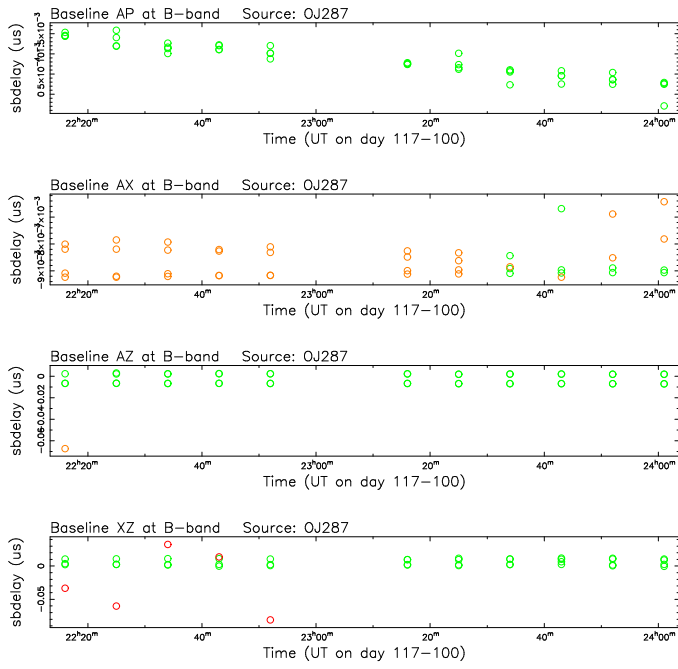 Baseline AP at B-band Source: OJ287
sbdelay (us)
22ʰ20ᵐ 40ᵐ 23ʰ00ᵐ 20ᵐ 40ᵐ 24ʰ00ᵐ
Time (UT on day 117-100)
Baseline AX at B-band Source: OJ287
sbdelay (us)
22ʰ20ᵐ 40ᵐ 23ʰ00ᵐ 20ᵐ 40ᵐ 24ʰ00ᵐ
Time (UT on day 117-100)
Baseline AZ at B-band Source: OJ287
sbdelay (us)
0
-0.02
-0.04
-0.06
22ʰ20ᵐ 40ᵐ 23ʰ00ᵐ 20ᵐ 40ᵐ 24ʰ00ᵐ
Time (UT on day 117-100)
Baseline XZ at B-band Source: OJ287
sbdelay (us)
0
-0.05
22ʰ20ᵐ 40ᵐ 23ʰ00ᵐ 20ᵐ 40ᵐ 24ʰ00ᵐ
Time (UT on day 117-100)